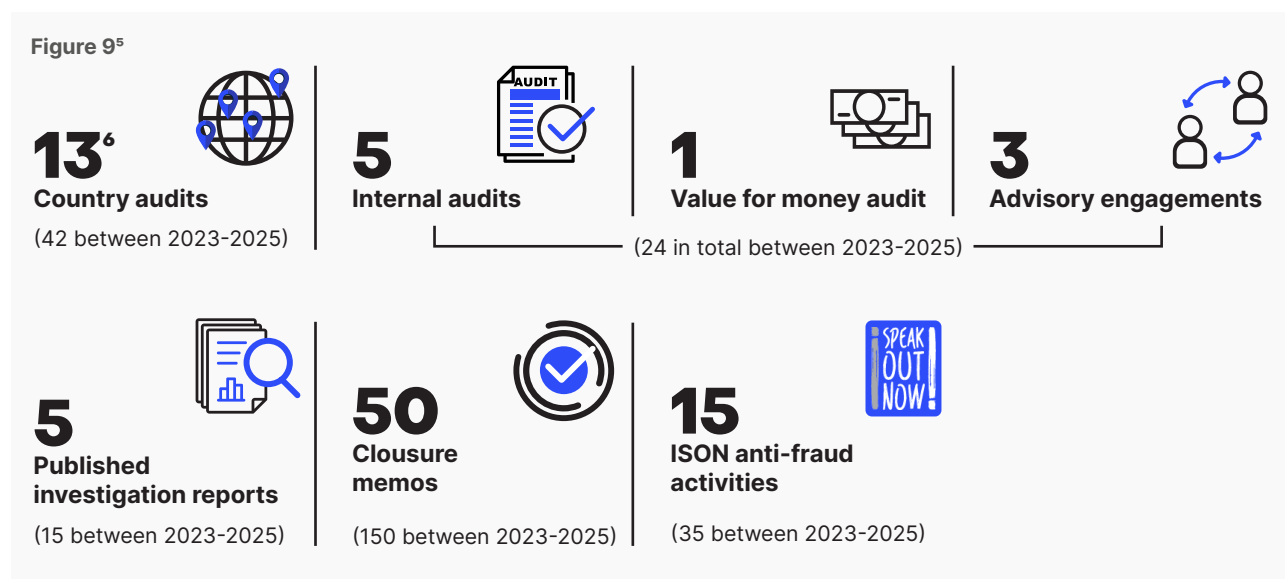 Figure 9⁵
AUDIT
13⁶
Country audits
(42 between 2023-2025)
5
Internal audits
1
Value for money audit
3
Advisory engagements
(24 in total between 2023-2025)
5
Published
investigation reports
(15 between 2023-2025)
50
Clousure
memos
(150 between 2023-2025)
¡SPEAK
OUT
NOW!
15
ISON anti-fraud
activities
(35 between 2023-2025)